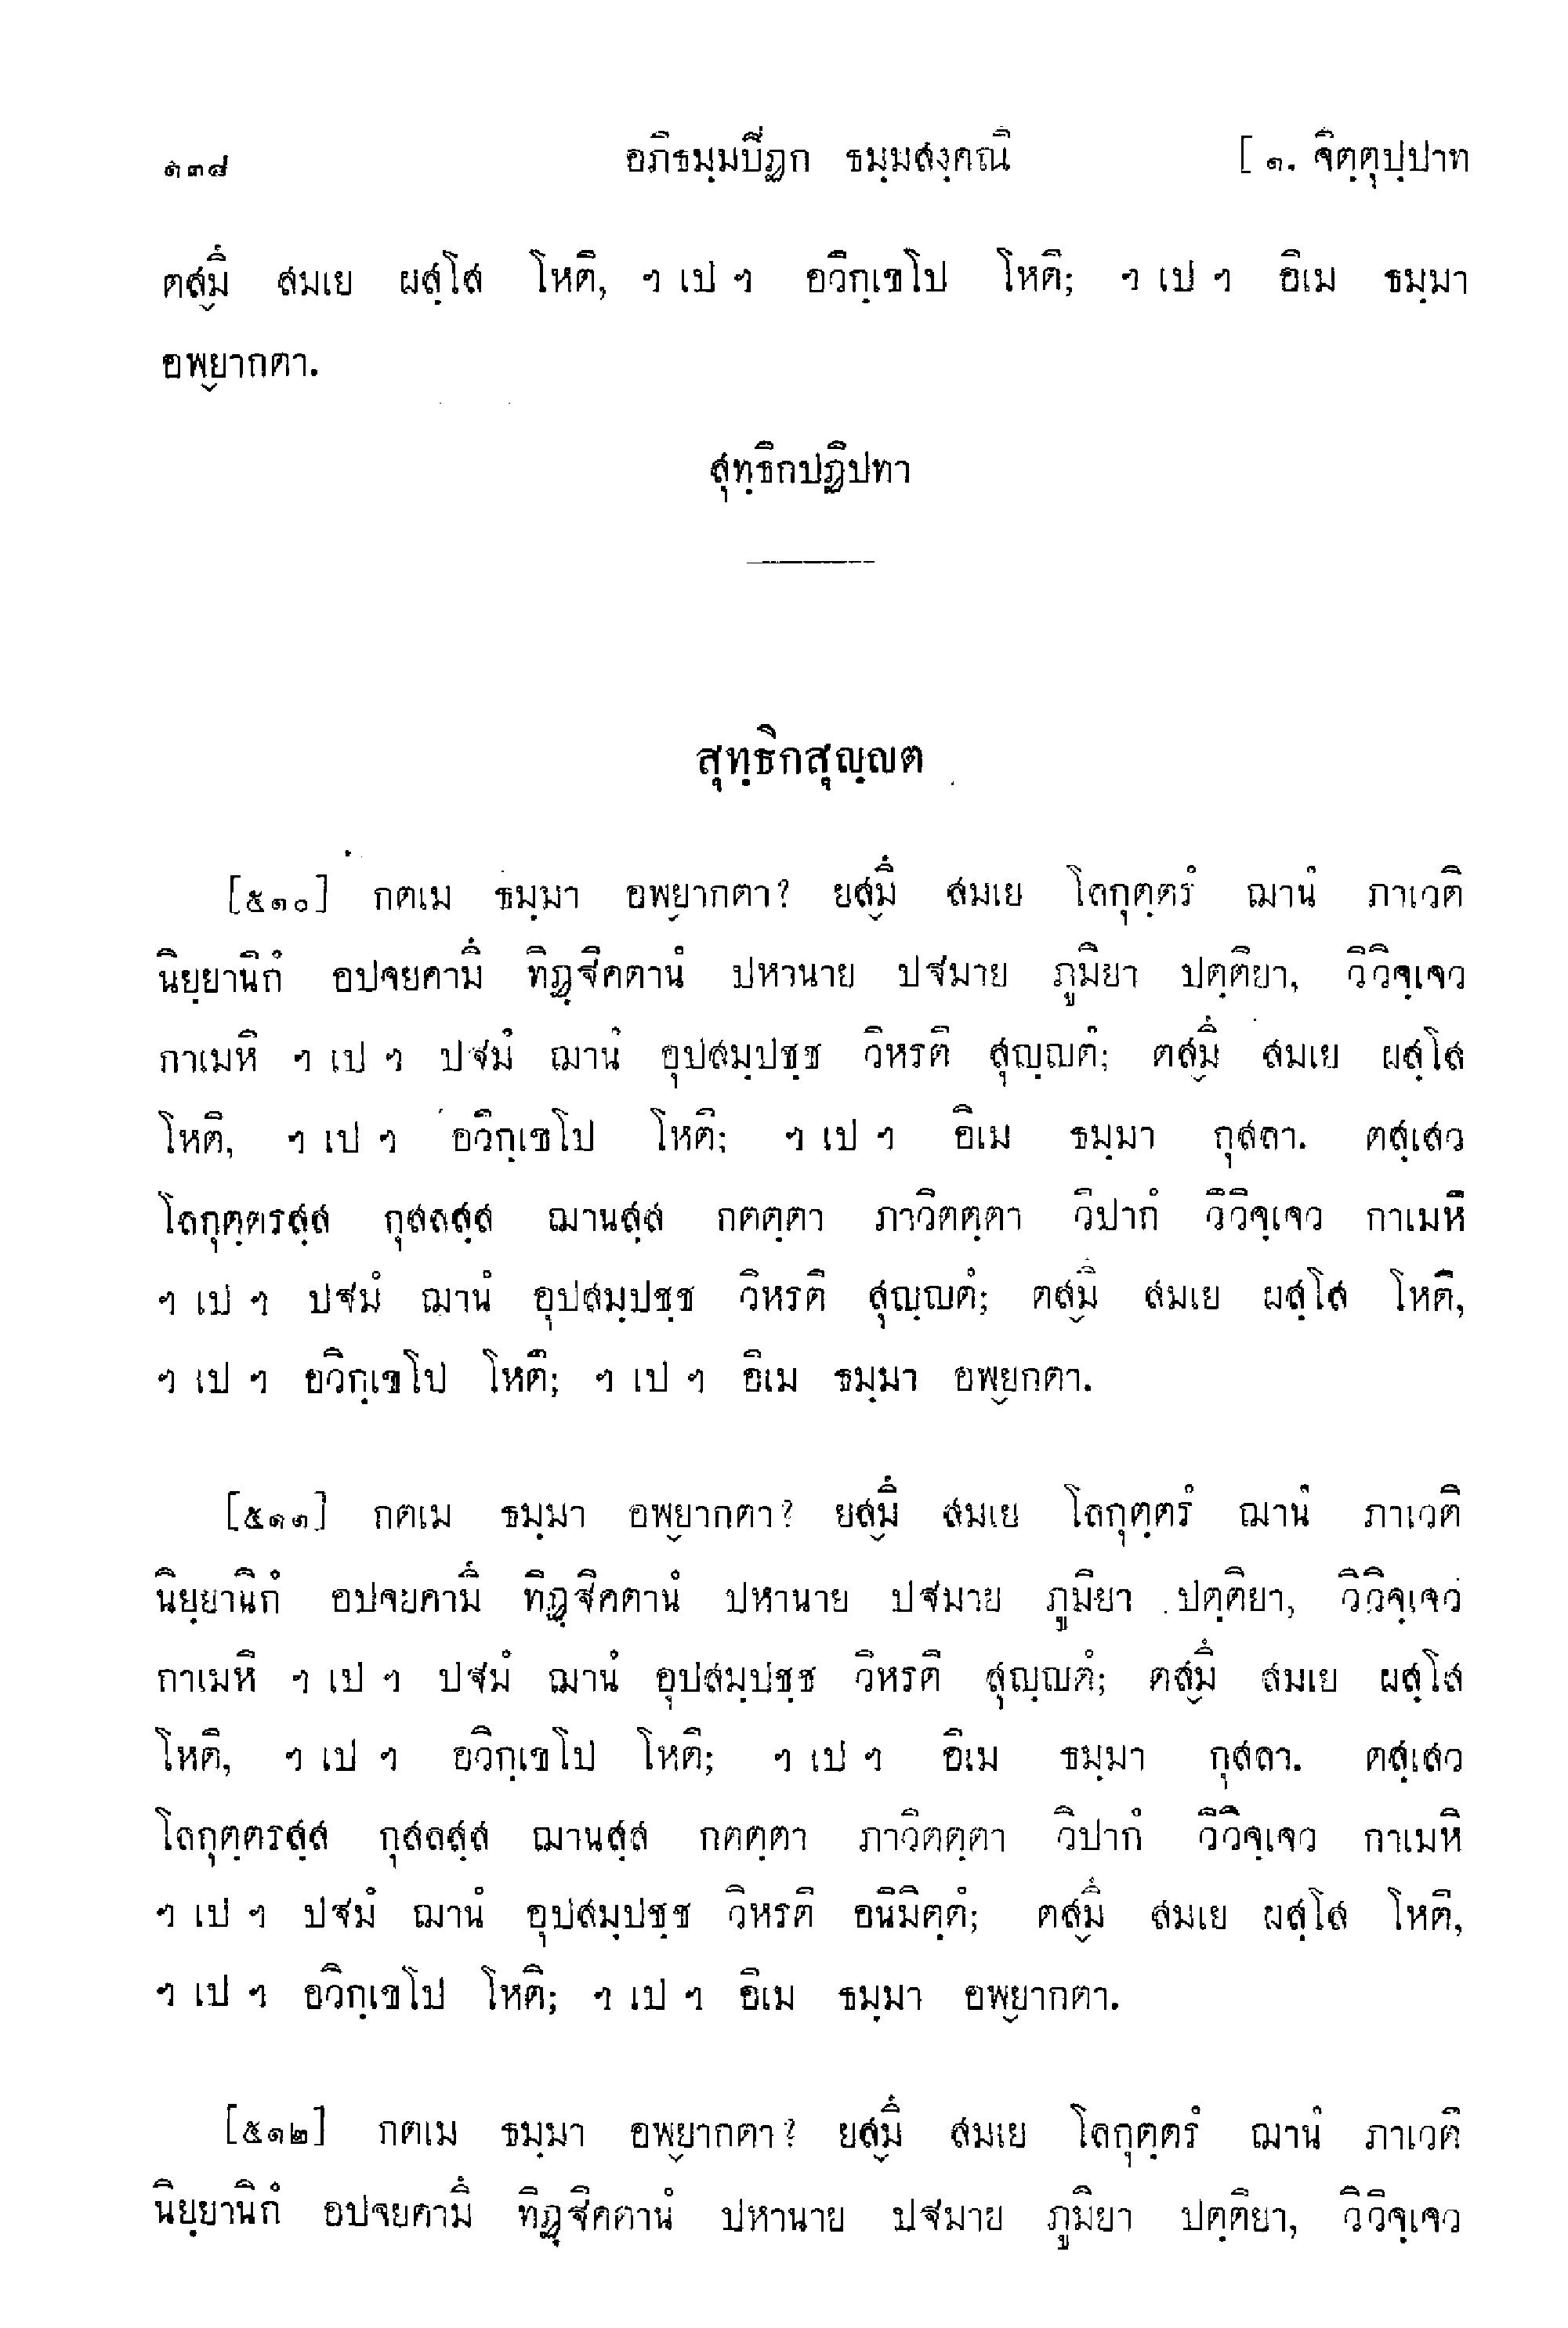 ๑๓๘ อภิธมฺมปิฏก ธมฺมสงฺคณิ [ ๑. จิตฺตุปฺปาท
ตสฺมึ สมเย ผสฺโส โหติ, ฯ เป ฯ อวิกฺเขโป โหติ; ฯ เป ฯ อิเม ธมฺมา
อพฺยากตา.
สุทฺธิกปฏิปทา
สุทฺธิกสุญฺญต
[๕๑๐] กตเม ธมฺมา อพฺยากตา? ยสฺมึ สมเย โลกุตฺตรํ ฌานํ ภาเวติ
นิยฺยานิกํ อปจยคามึ ทิฏฺฐิคตานํ ปหานาย ปฐมาย ภูมิยา ปตฺติยา, วิวิจฺเจว
กาเมหิ ฯ เป ฯ ปฐมํ ฌานํ อุปสมฺปชฺช วิหรติ สุญฺญตํ; ตสฺมึ สมเย ผสฺโส
โหติ, ฯ เป ฯ อวิกฺเขโป โหติ; ฯ เป ฯ อิเม ธมฺมา กุสลา. ตสฺเสว
โลกุตฺตรสฺส กุสลสฺส ฌานสฺส กตตฺตา ภาวิตตฺตา วิปากํ วิวิจฺเจว กาเมหิ
ฯ เป ฯ ปฐมํ ฌานํ อุปสมฺปชฺช วิหรติ สุญฺญตํ; ตสฺมึ สมเย ผสฺโส โหติ,
ฯ เป ฯ อวิกฺเขโป โหติ; ฯ เป ฯ อิเม ธมฺมา อพฺยกตา.
[๕๑๑] กตเม ธมฺมา อพฺยากตา? ยสฺมึ สมเย โลกุตฺตรํ ฌานํ ภาเวติ
นิยฺยานิกํ อปจยคามึ ทิฏฺฐิคตานํ ปหานาย ปฐมาย ภูมิยา ปตฺติยา, วิวิจฺเจว
กาเมหิ ฯ เป ฯ ปฐมํ ฌานํ อุปสมฺปชฺช วิหรติ สุญฺญตํ; ตสฺมึ สมเย ผสฺโส
โหติ, ฯ เป ฯ อวิกฺเขโป โหติ; ฯ เป ฯ อิเม ธมฺมา กุสลา. ตสฺเสว
โลกุตฺตรสฺส กุสลสฺส ฌานสฺส กตตฺตา ภาวิตตฺตา วิปากํ วิวิจฺเจว กาเมหิ
ฯ เป ฯ ปฐมํ ฌานํ อุปสมฺปชฺช วิหรติ อนิมิตฺตํ; ตสฺมึ สมเย ผสฺโส โหติ,
ฯ เป ฯ อวิกฺเขโป โหติ; ฯ เป ฯ อิเม ธมฺมา อพฺยากตา.
[๕๑๒] กตเม ธมฺมา อพฺยากตา? ยสฺมึ สมเย โลกุตฺตรํ ฌานํ ภาเวติ
นิยฺยานิกํ อปจยคามึ ทิฏฺฐิคตานํ ปหานาย ปฐมาย ภูมิยา ปตฺติยา, วิวิจฺเจว